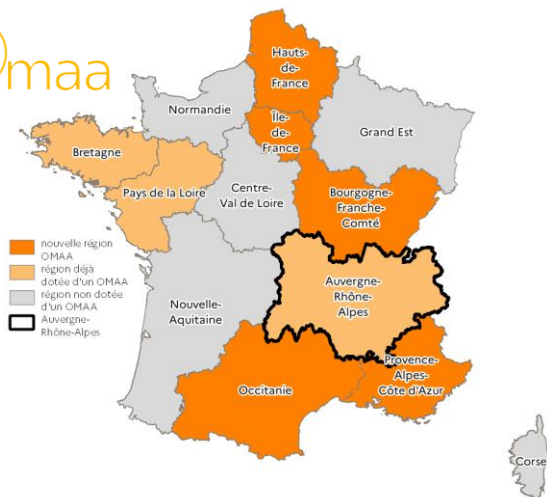 omaa
Hauts-
de-
France
Normandie
Île-
de-
France
Grand Est
Bretagne
Pays de la Loire
Centre-
Val de Loire
Bourgogne-
Franche-
Comté
nouvelle région
OMAA
région déjà
dotée d'un OMAA
région non dotée
d'un OMAA
Auvergne-
Rhône-Alpes
Auvergne-
Rhône-
Alpes
Nouvelle-
Aquitaine
Provence-
Alpes-
Côte d'Azur
Occitanie
Corse